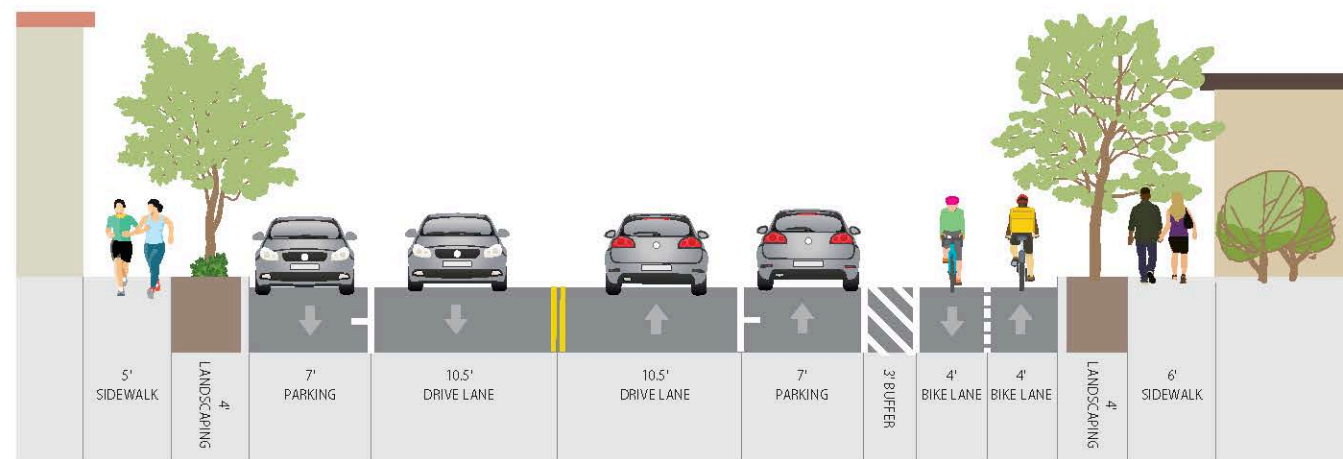 5'
SIDEWALK
4'
LANDSCAPING
7'
PARKING
10.5'
DRIVE LANE
10.5'
DRIVE LANE
7'
PARKING
3' BUFFER
4'
BIKE LANE
4'
BIKE LANE
4'
LANDSCAPING
6'
SIDEWALK